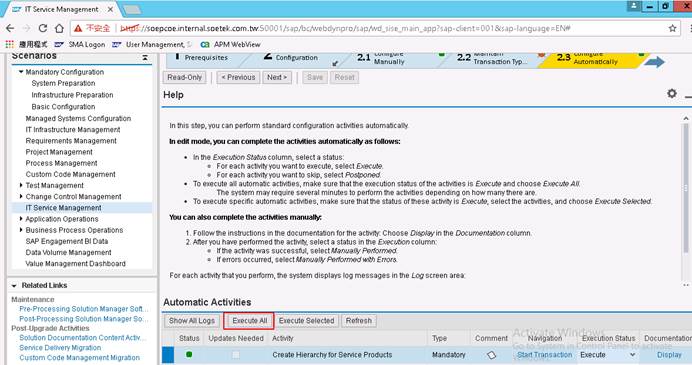 IT Service Management
不安全
https://soepcoe.internal.soetek.com.tw:50001/sap/bc/webdynpro/sap/wd_sise_main_app?sap-client=001&sap-language=EN#
應用程式
SMA Logon
User Management, S
APM WebView
Scenarios
Mandatory Configuration
System Preparation
Infrastructure Preparation
Basic Configuration
Managed Systems Configuration
IT Infrastructure Management
Requirements Management
Project Management
Process Management
Custom Code Management
Test Management
Change Control Management
IT Service Management
Application Operations
Business Process Operations
SAP Engagement BI Data
Data Volume Management
Value Management Dashboard
Related Links
Maintenance
Pre-Processing Solution Manager Soft...
Post-Processing Solution Manager So...
Post-Upgrade Activities
Solution Documentation Content Activ...
Service Delivery Migration
Custom Code Management Migration
1 Prerequisites
2 Configuration
2.1 Configure Manually
2.2 Maintain Transaction Typ...
2.3 Configure Automatically
Read-Only
< Previous
Next >
Save
Reset
Help
In this step, you can perform standard configuration activities automatically.
In edit mode, you can complete the activities automatically as follows:
In the Execution Status column, select a status:
For each activity you want to execute, select Execute.
For each activity you want to skip, select Postponed.
To execute all automatic activities, make sure that the execution status of the activities is Execute and choose Execute All.
The system may require several minutes to perform the activities depending on how many there are.
To execute specific automatic activities, make sure that the status of these activity is Execute, select the activities, and choose Execute Selected.
You can also complete the activities manually:
1. Follow the instructions in the documentation for the activity: Choose Display in the Documentation column.
2. After you have performed the activity, select a status in the Execution column:
If the activity was successful, select Manually Performed.
If errors occurred, select Manually Performed with Errors.
For each activity that you perform, the system displays log messages in the Log screen area:
Automatic Activities
Show All Logs
Execute All
Execute Selected
Refresh
Activate Windows
Go to System in Control Panel to activate
Windows.
Status
Updates Needed
Activity
Type
Comment
Navigation
Execution Status
Documentation
Create Hierarchy for Service Products
Mandatory
Start Transaction
Execute
Display